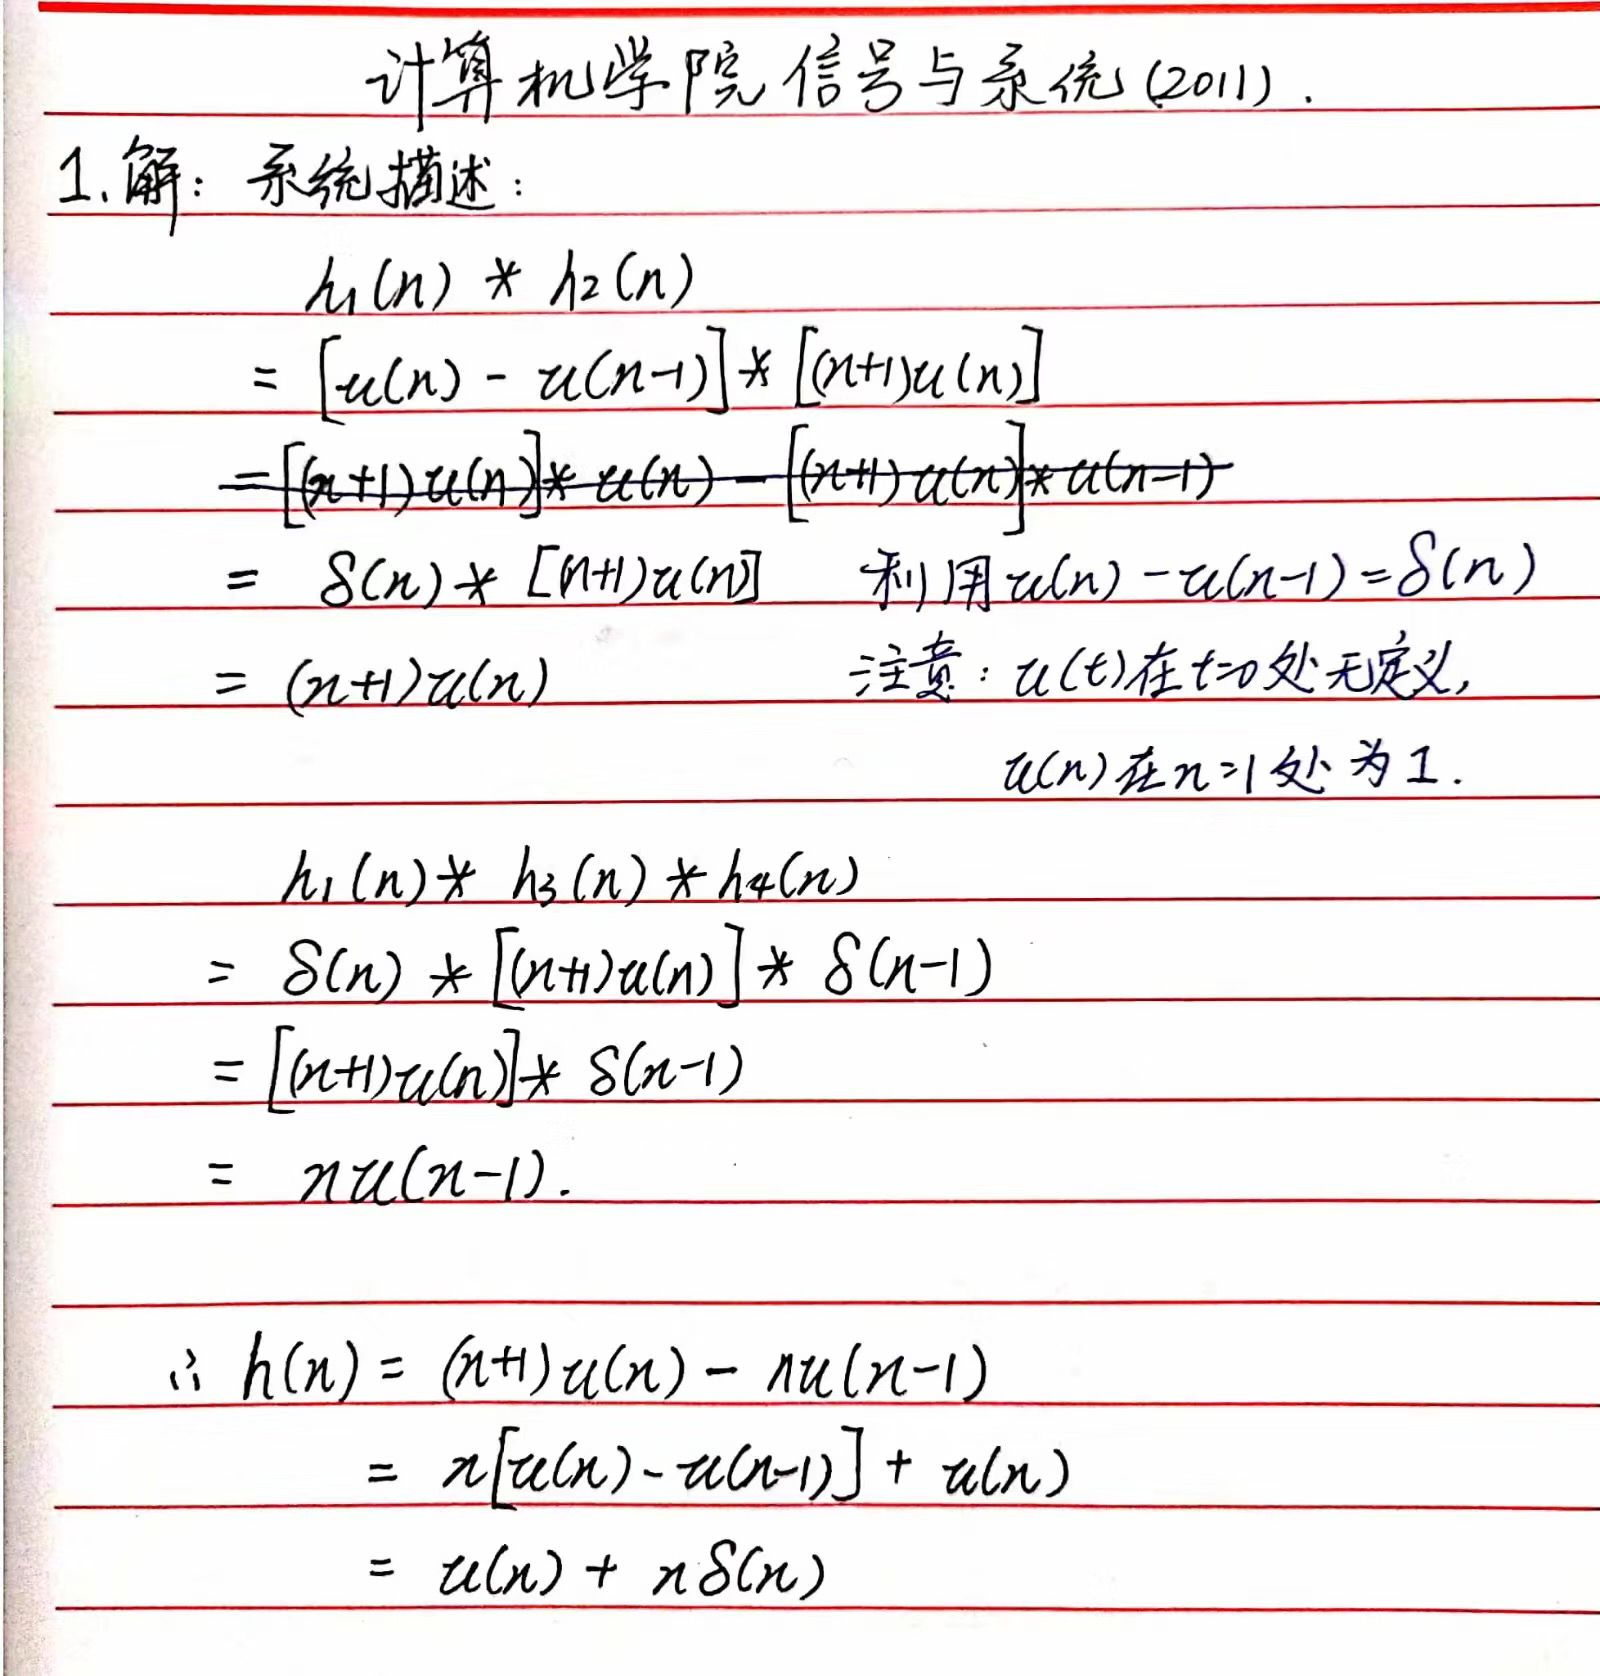 计算机学院 信号与系统(2011).
1.解: 系统描述:
h1(n) * h2(n)
= [u(n) - u(n-1)] * [(n+1)u(n)]
= [(n+1)u(n)] * u(n) - [(n+1)u(n)] * u(n-1)
= δ(n) * [(n+1)u(n)] 利用u(n)-u(n-1)=δ(n)
= (n+1)u(n) 注意: u(t)在t=0处无定义,
u(n)在n=1处为1.
h1(n) * h3(n) * h4(n)
= δ(n) * [(n+1)u(n)] * δ(n-1)
= [(n+1)u(n)] * δ(n-1)
= nu(n-1).
∴ h(n) = (n+1)u(n) - nu(n-1)
= n[u(n)-u(n-1)] + u(n)
= u(n) + nδ(n)